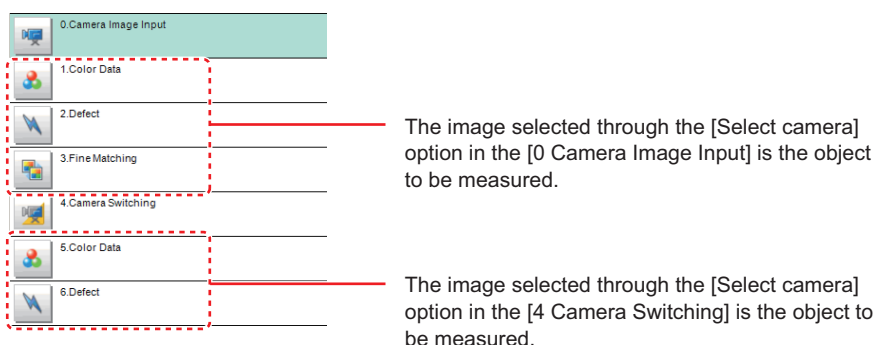 0.Camera Image Input
1.Color Data
2.Defect
3.Fine Matching
4.Camera Switching
5.Color Data
6.Defect
The image selected through the [Select camera]
option in the [0 Camera Image Input] is the object
to be measured.
The image selected through the [Select camera]
option in the [4 Camera Switching] is the object to
be measured.